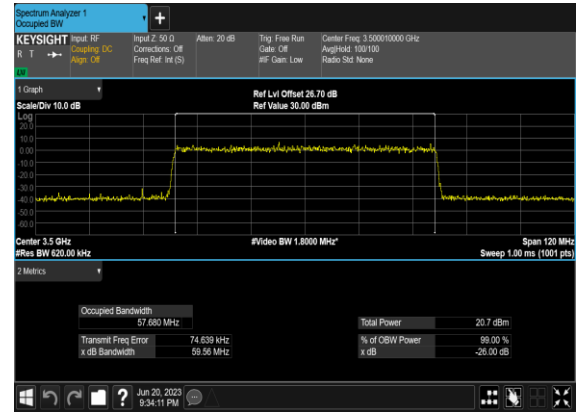 Spectrum Analyzer 1
Occupied BW
KEYSIGHT
R T
Input: RF
Coupling: DC
Align: Off
Input Z: 50 Ω
Corrections: Off
Freq Ref: Int (S)
Atten: 20 dB
Trig: Free Run
Gate: Off
#IF Gain: Low
Center Freq: 3.500010000 GHz
Avg|Hold: 100/100
Radio Std: None
LW
1 Graph
Scale/Div 10.0 dB
Ref Lvl Offset 26.70 dB
Ref Value 30.00 dBm
Log
20.0
10.0
0.00
-10.0
-20.0
-30.0
-40.0
-50.0
-60.0
Center 3.5 GHz
#Res BW 620.00 kHz
#Video BW 1.8000 MHz*
Span 120 MHz
Sweep 1.00 ms (1001 pts)
2 Metrics
Occupied Bandwidth
57.680 MHz
Total Power 20.7 dBm
Transmit Freq Error 74.639 kHz
% of OBW Power 99.00 %
x dB Bandwidth 59.56 MHz
x dB -26.00 dB
?
Jun 20, 2023
9:34:11 PM